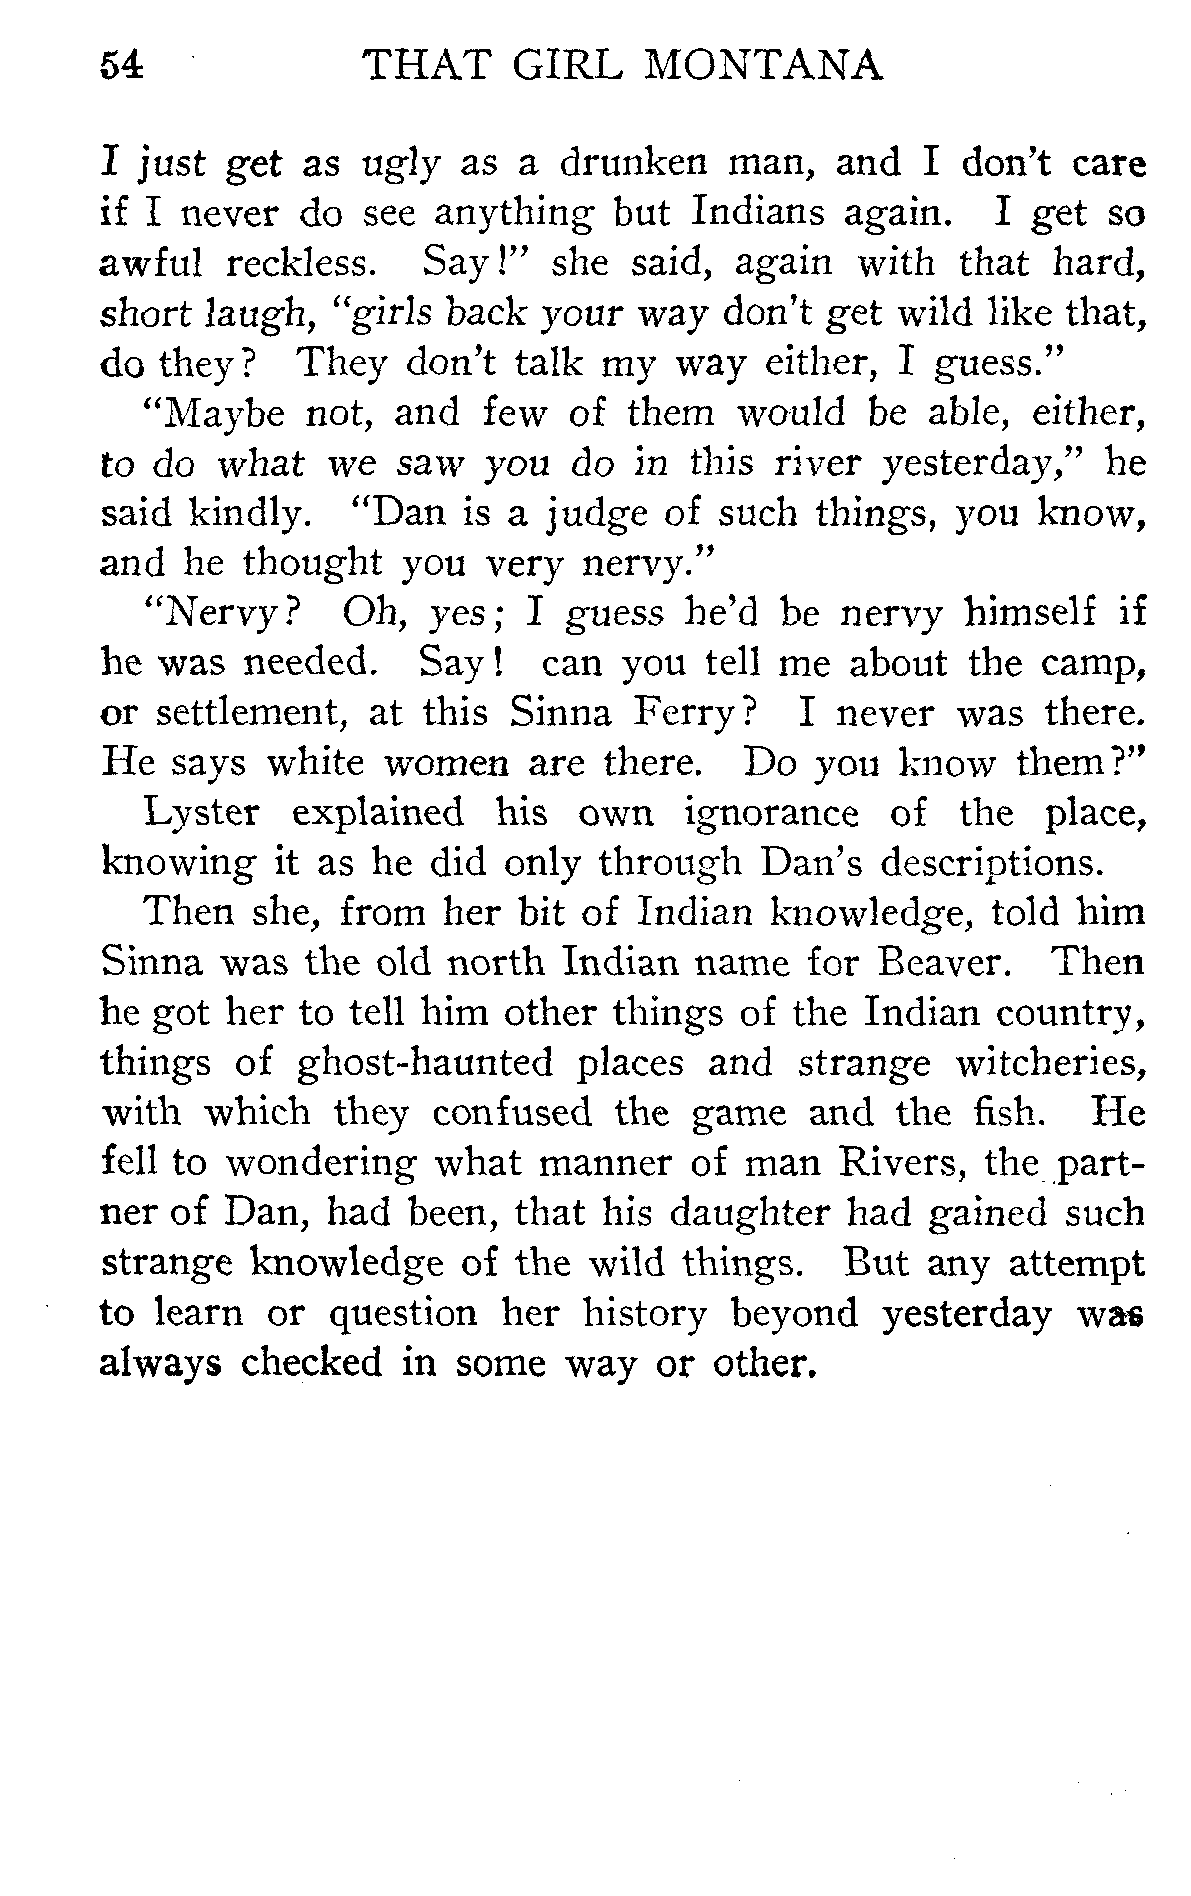 54 THAT GIRL MONTANA
I just get as ugly as a drunken man, and I don't care
if I never do see anything but Indians again. I get so
awful reckless. Say!" she said, again with that hard,
short laugh, "girls back your way don't get wild like that,
do they? They don't talk my way either, I guess."
"Maybe not, and few of them would be able, either,
to do what we saw you do in this river yesterday," he
said kindly. "Dan is a judge of such things, you know,
and he thought you very nervy."
"Nervy? Oh, yes; I guess he'd be nervy himself if
he was needed. Say! can you tell me about the camp,
or settlement, at this Sinna Ferry? I never was there.
He says white women are there. Do you know them?"
Lyster explained his own ignorance of the place,
knowing it as he did only through Dan's descriptions.
Then she, from her bit of Indian knowledge, told him
Sinna was the old north Indian name for Beaver. Then
he got her to tell him other things of the Indian country,
things of ghost-haunted places and strange witcheries,
with which they confused the game and the fish. He
fell to wondering what manner of man Rivers, the part-
ner of Dan, had been, that his daughter had gained such
strange knowledge of the wild things. But any attempt
to learn or question her history beyond yesterday was
always checked in some way or other.